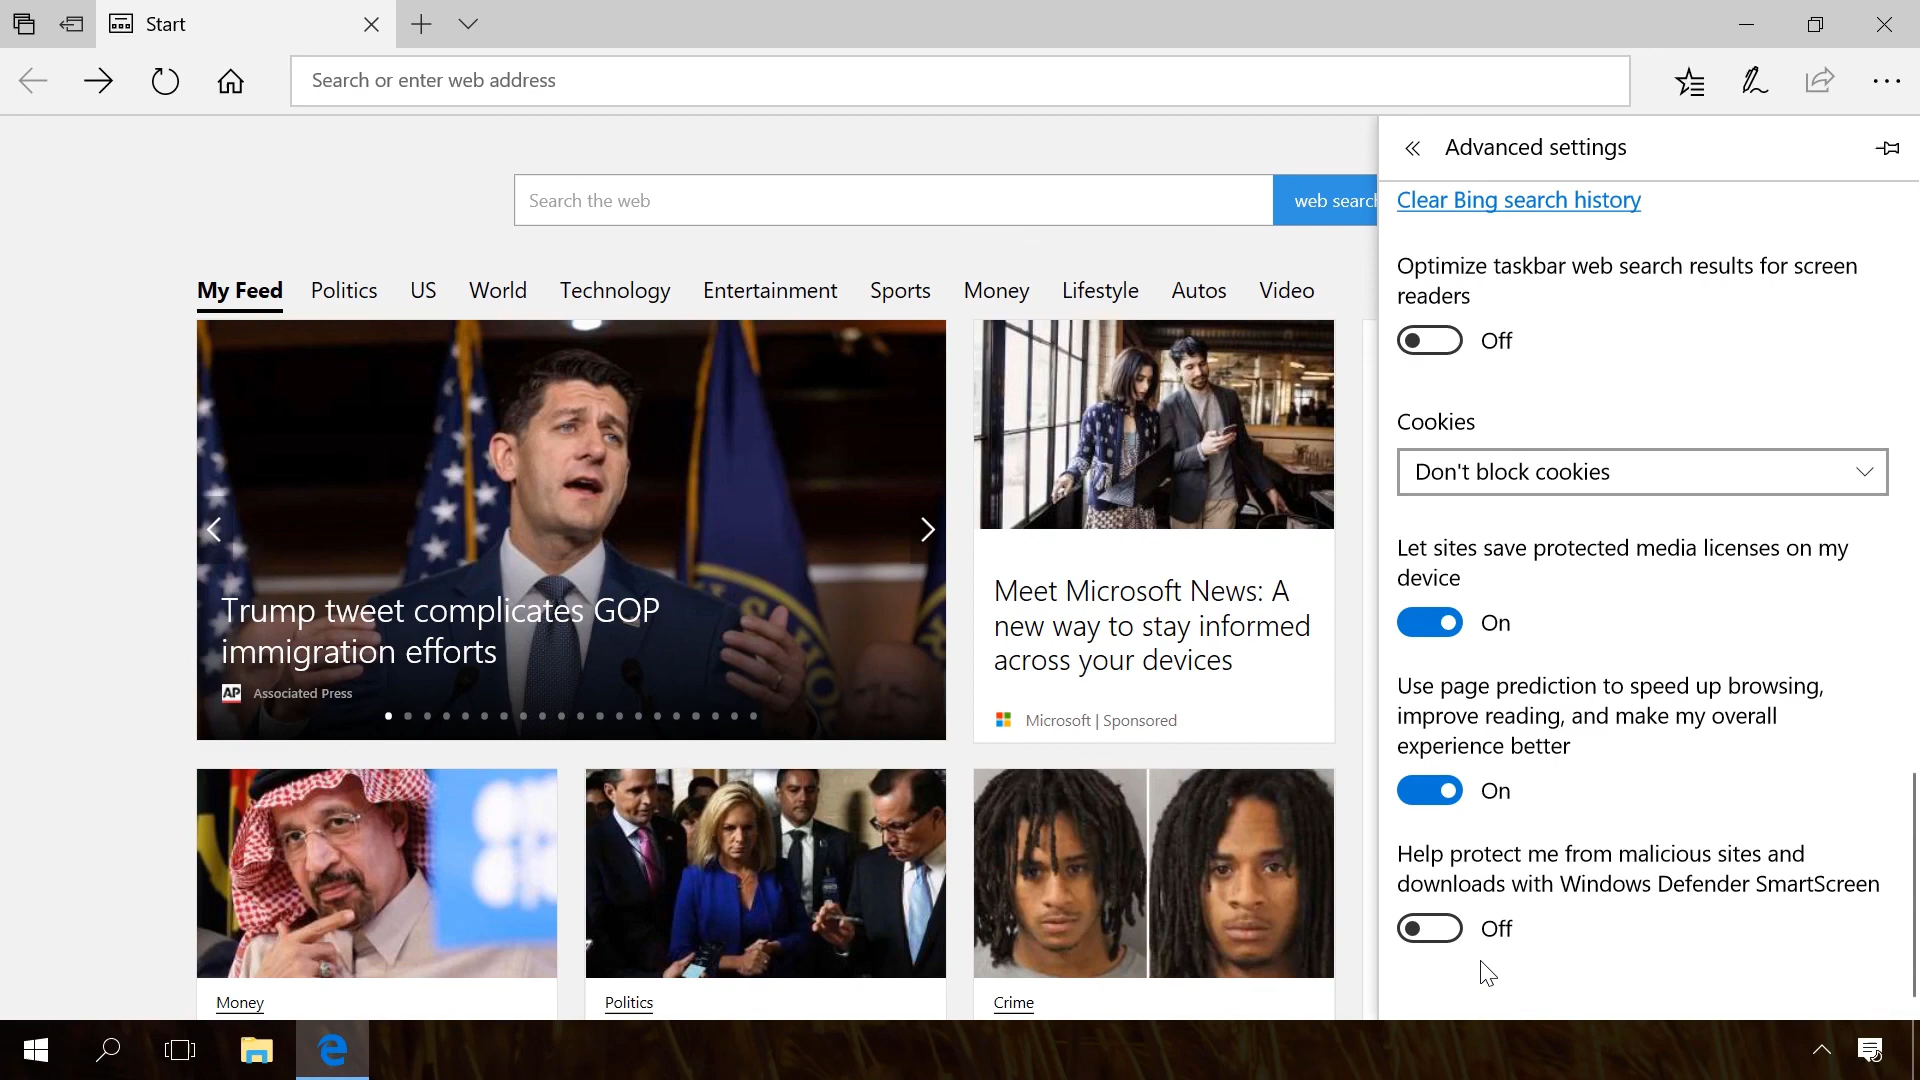 Start
Search or enter web address
Advanced settings
Search the web
web search
My Feed Politics US World Technology Entertainment Sports Money Lifestyle Autos Video
Trump tweet complicates GOP
immigration efforts
AP Associated Press
Meet Microsoft News: A
new way to stay informed
across your devices
Microsoft | Sponsored
Money
Politics
Crime
Clear Bing search history
Optimize taskbar web search results for screen
readers
Off
Cookies
Don't block cookies
Let sites save protected media licenses on my
device
On
Use page prediction to speed up browsing,
improve reading, and make my overall
experience better
On
Help protect me from malicious sites and
downloads with Windows Defender SmartScreen
Off